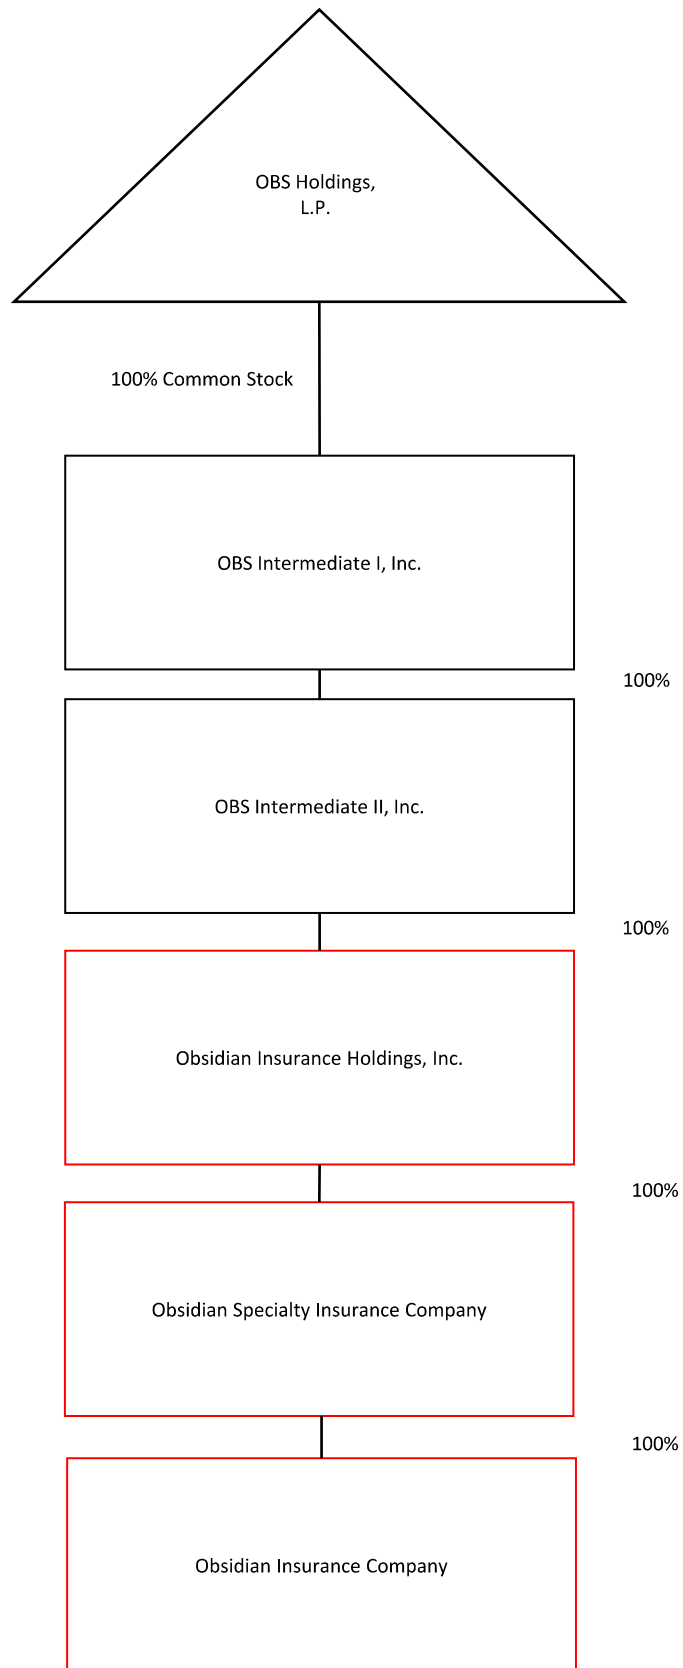 OBS Holdings,
L.P.
100% Common Stock
OBS Intermediate I, Inc.
100%
OBS Intermediate II, Inc.
100%
Obsidian Insurance Holdings, Inc.
100%
Obsidian Specialty Insurance Company
100%
Obsidian Insurance Company